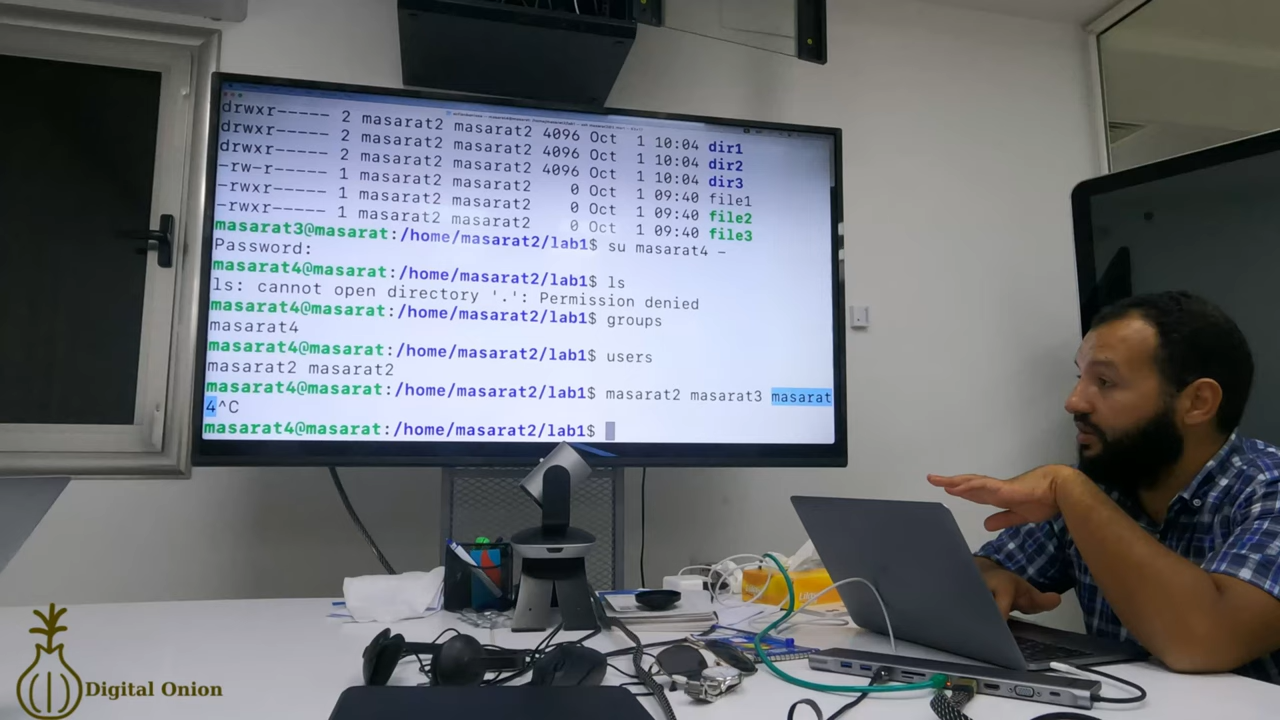 drwxr----- 2 masarat2 masarat2 4096 Oct 1 10:04 dir1
drwxr----- 2 masarat2 masarat2 4096 Oct 1 10:04 dir2
drwxr----- 2 masarat2 masarat2 4096 Oct 1 10:04 dir3
-rw-r----- 1 masarat2 masarat2 0 Oct 1 09:40 file1
-rwxr----- 1 masarat2 masarat2 0 Oct 1 09:40 file2
-rwxr----- 1 masarat2 masarat2 0 Oct 1 09:40 file3
masarat3@masarat:/home/masarat2/lab1$ su masarat4 -
Password:
masarat4@masarat:/home/masarat2/lab1$ ls
ls: cannot open directory '.': Permission denied
masarat4@masarat:/home/masarat2/lab1$ groups
masarat4
masarat4@masarat:/home/masarat2/lab1$ users
masarat2 masarat2
masarat4@masarat:/home/masarat2/lab1$ masarat2 masarat3 masarat
4^C
masarat4@masarat:/home/masarat2/lab1$
Digital Onion